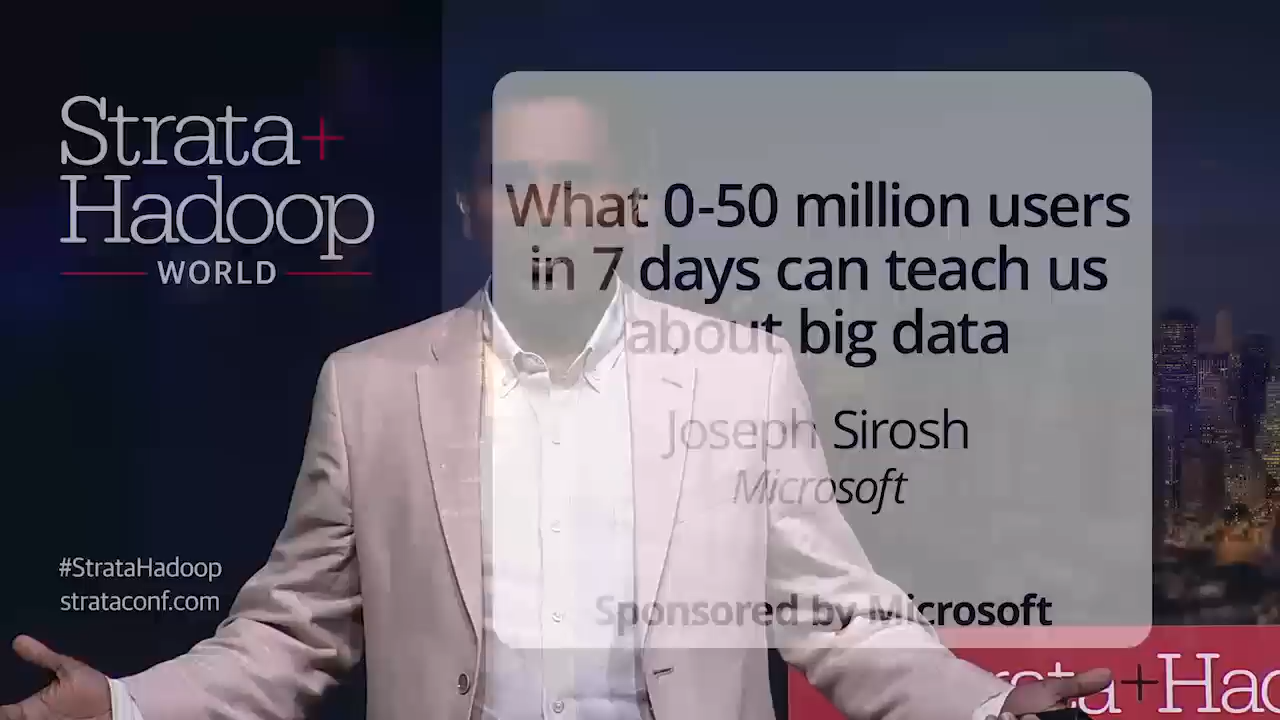 Strata+
Hadoop
WORLD
What 0-50 million users
in 7 days can teach us
about big data
Joseph Sirosh
Microsoft
Sponsored by Microsoft
#StrataHadoop
strataconf.com